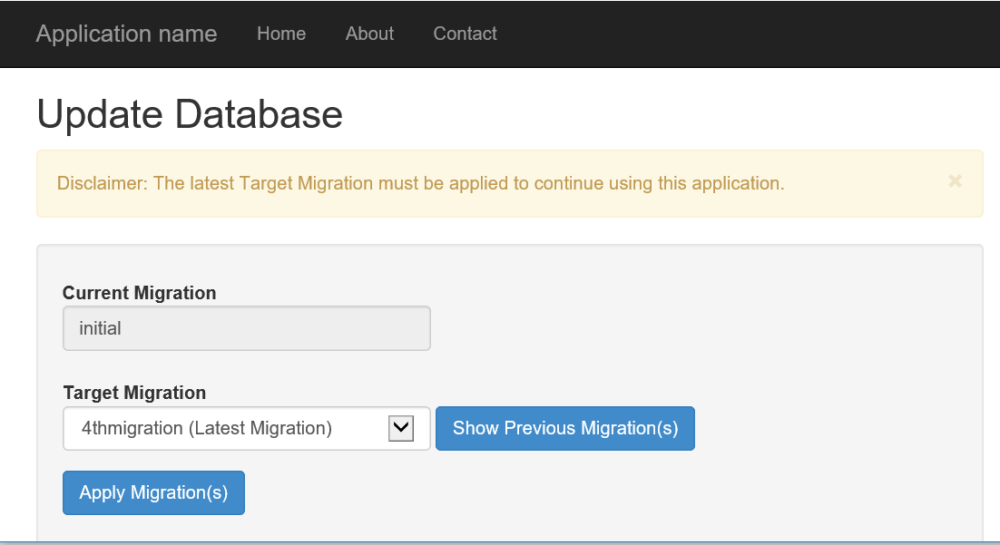 Application name Home About Contact
Update Database
Disclaimer: The latest Target Migration must be applied to continue using this application. ×
Current Migration
initial
Target Migration
4thmigration (Latest Migration) Show Previous Migration(s)
Apply Migration(s)